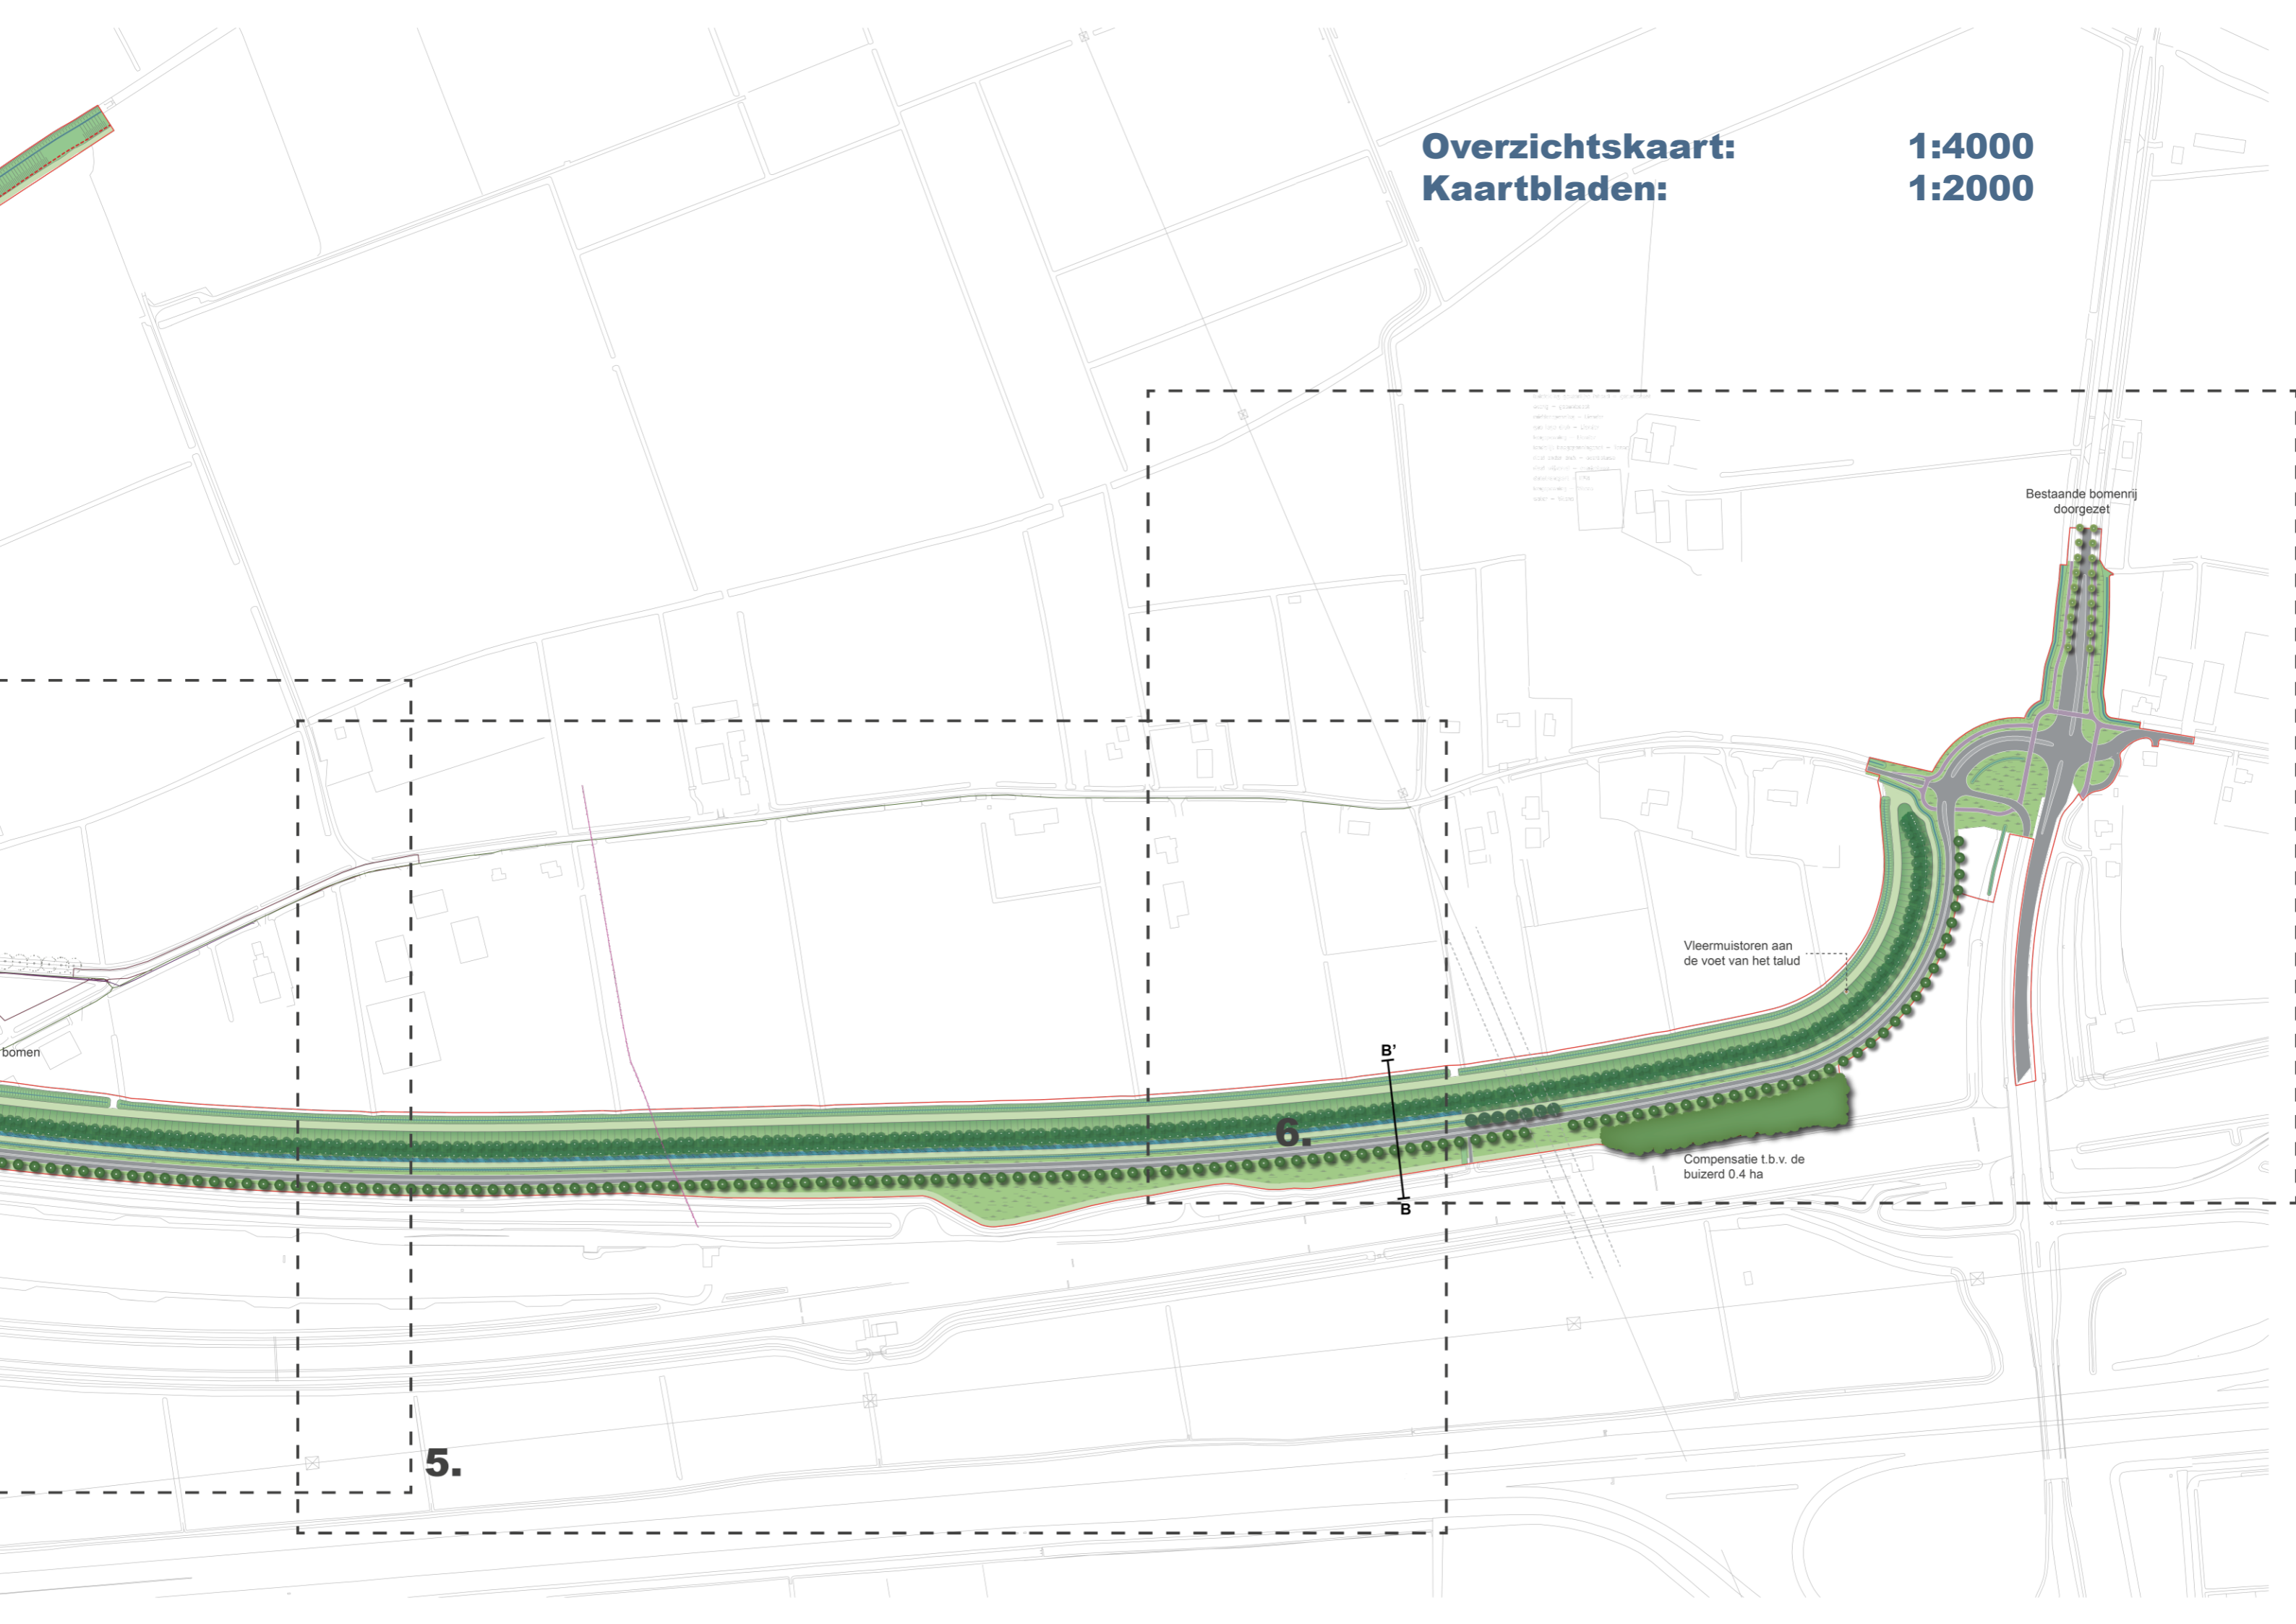 Overzichtskaart: 1:4000
Kaartbladen: 1:2000
Bestaande bomenrij
doorgezet
Vleermuistoren aan
de voet van het talud
bomen
B’
6.
Compensatie t.b.v. de
buizerd 0.4 ha
B
5.